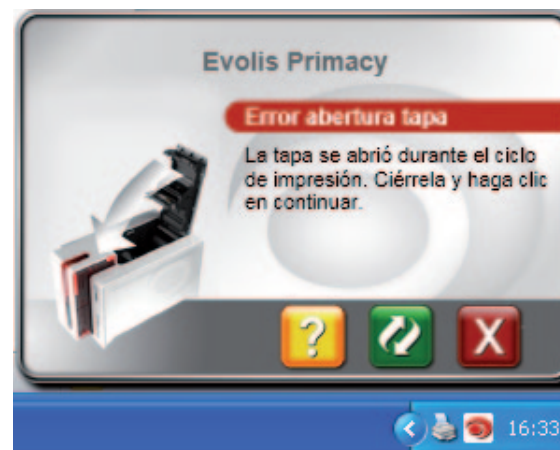 Evolis Primacy
Error abertura tapa
La tapa se abrió durante el ciclo
de impresión. Ciérrela y haga clic
en continuar.
?
X
16:33